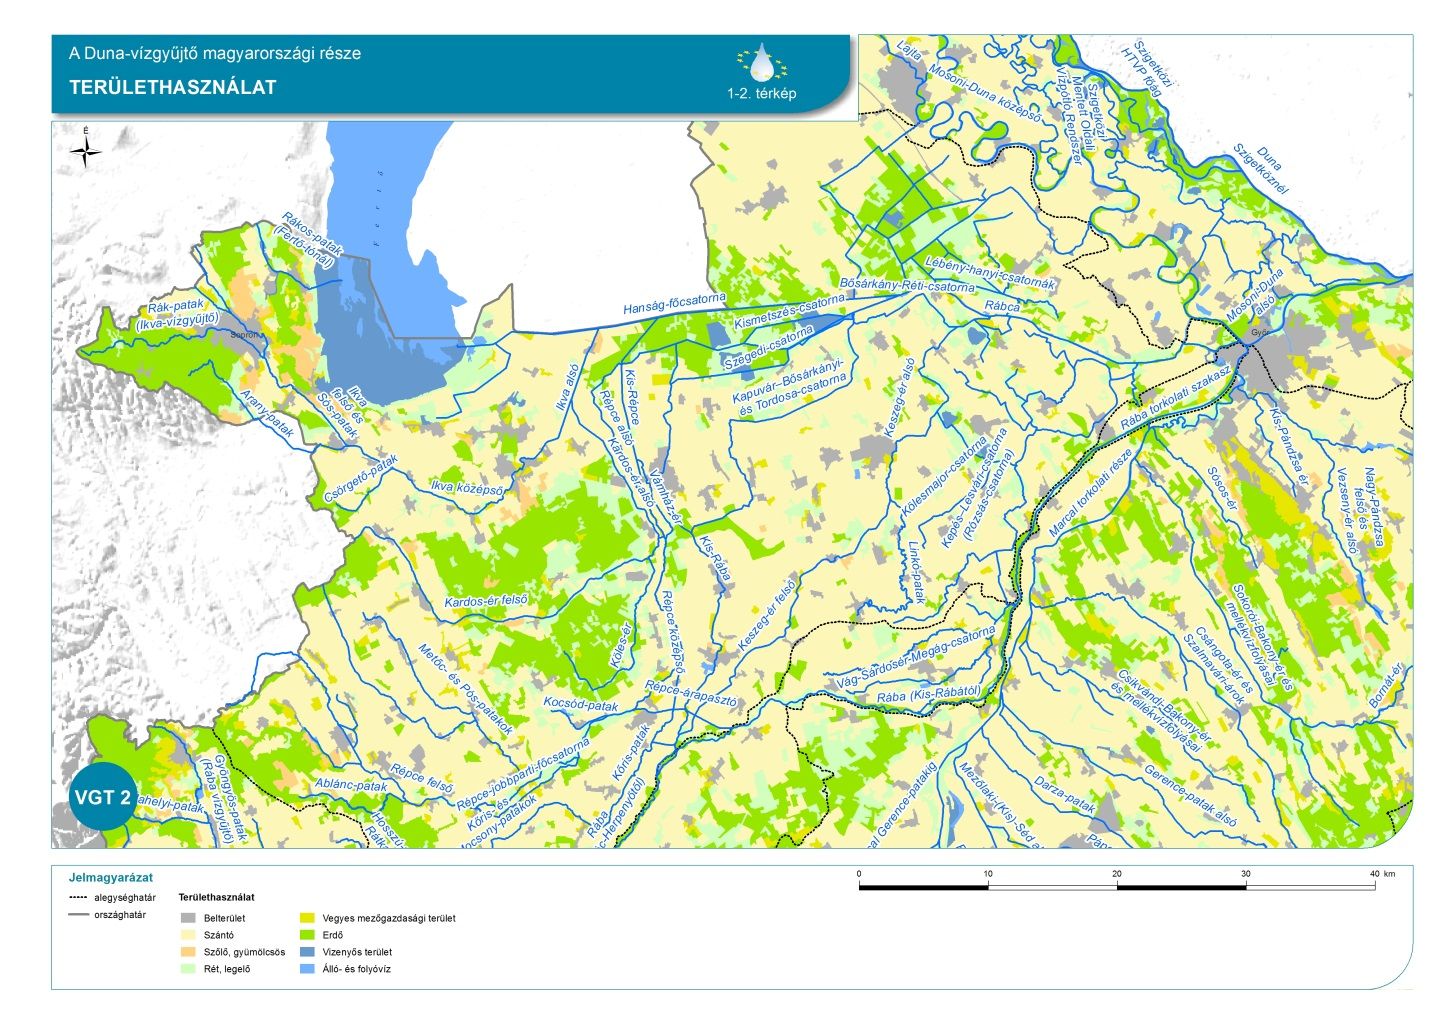 A Duna-vízgyűjtő magyarországi része
TERÜLETHASZNÁLAT
1-2. térkép
É
Lajta
Mosoni-Duna középső
Szigetközi
Mentett Oldali
Vízpótló Rendszer
Szigetközi
HTVP főág
Duna
Szigetköznél
Fertő
Rákos-patak
(Fertő-tónál)
Rák-patak
(Ikva-vízgyűjtő)
Sopron
Arany-patak
Ikva
felső és
Sós-patak
Csörgető-patak
Ikva középső
Ikva alsó
Hanság-főcsatorna
Kismetszés-csatorna
Szegedi-csatorna
Kapuvár–Bősárkányi-
és Tordosa-csatorna
Bősárkány-Réti-csatorna
Lébény-hanyi-csatornák
Rábca
Mosoni-Duna
alsó
Győr
Rába torkolati szakasz
Marcal torkolati része
Kis-Répce
Répce alsó
Kardos-ér alsó
Vámház-ér
Kis-Rába
Keszeg-ér alsó
Kölesmajor-csatorna
Kepés–Lesvári-csatorna
(Rózsás-csatorna)
Linkó-patak
Keszeg-ér felső
Kis-Pándzsa-ér
Sósos-ér
Nagy-Pándzsa
felső és
Vezseny-ér alsó
Sokorói-Bakony-ér és
mellékvízfolyásai
Csángota-ér és
Szalmavári-árok
Csikvándi-Bakony-ér
és mellékvízfolyásai
Bornát-ér
Kardos-ér felső
Köles-ér
Répce középső
Metőc- és Pós-patakok
Kocsód-patak
Répce-árapasztó
Vág-Sárdosér-Megág-csatorna
Rába (Kis-Rábától)
Répce-jobbparti-főcsatorna
Kőris-patak
Kőris- és
Rába
Répce felső
Ablánc-patak
Gyöngyös-patak
(Rába vízgyűjtő)
Gerence-patakig
Darza-patak
Gerence-patak alsó
VGT 2
Jelmagyarázat
alegységhatár
országhatár
Területhasználat
Belterület
Szántó
Szőlő, gyümölcsös
Rét, legelő
Vegyes mezőgazdasági terület
Erdő
Vizenyős terület
Álló- és folyóvíz
0 10 20 30 40 km